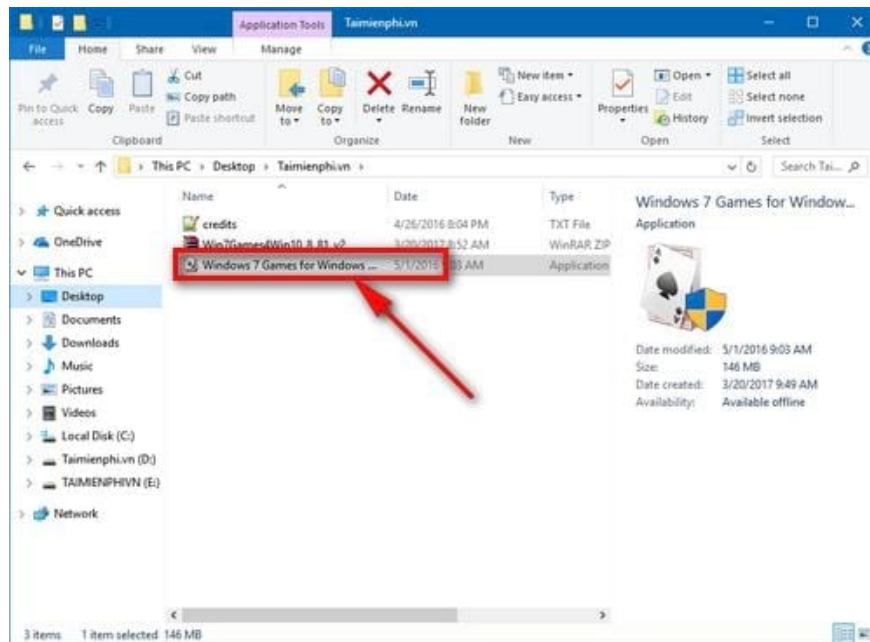 Application Tools Taimienphi.vn
File Home Share View Manage
Pin to Quick access
Copy
Paste
Cut
Copy path
Paste shortcut
Clipboard
Move to
Copy to
Delete
Rename
Organize
New folder
New item
Easy access
New
Properties
Open
Edit
History
Open
Select all
Select none
Invert selection
Select
This PC Desktop Taimienphi.vn
Search Tai...
Quick access
OneDrive
This PC
Desktop
Documents
Downloads
Music
Pictures
Videos
Local Disk (C:)
Taimienphi.vn (D:)
TAIMIENPHIVN (E:)
Network
Name Date Type
credits 4/26/2016 8:04 PM TXT File
Win7Games4Win10_8_81_v2 3/20/2017 8:52 AM WinRAR ZIP
Windows 7 Games for Windows ... 5/1/2016 9:03 AM Application
Windows 7 Games for Window...
Application
Date modified: 5/1/2016 9:03 AM
Size: 146 MB
Date created: 3/20/2017 9:49 AM
Availability: Available offline
3 items 1 item selected 146 MB